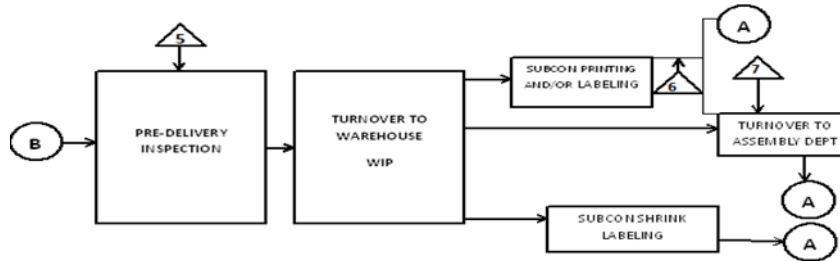 5
B
PRE-DELIVERY
INSPECTION
TURNOVER TO
WAREHOUSE
WIP
SUBCON PRINTING
AND/OR LABELING
6
A
7
TURNOVER TO
ASSEMBLY DEPT
A
SUBCON SHRINK
LABELING
A